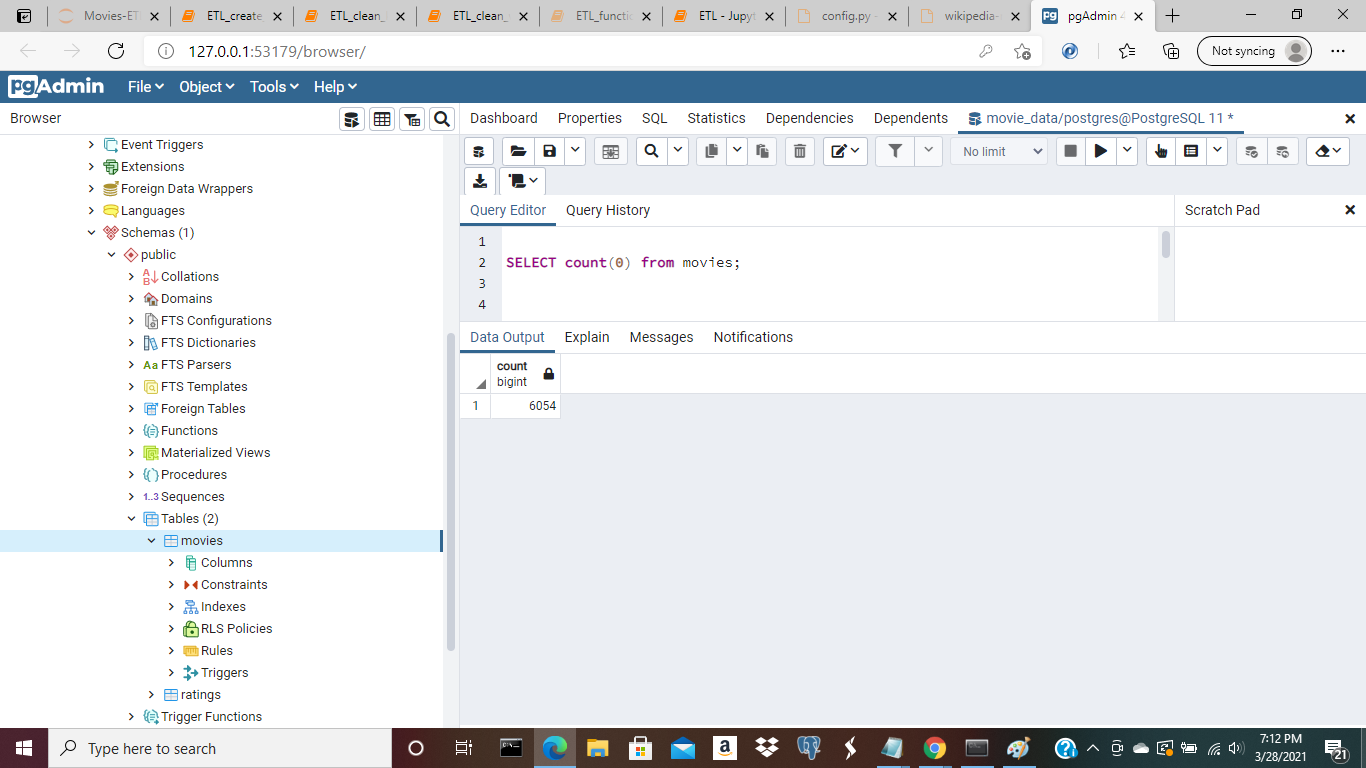 Movies-ET
ETL_create
ETL_clean_
ETL_clean_
ETL_functi
ETL - Jupyt
config.py -
wikipedia-
pgAdmin 4
127.0.0.1:53179/browser/
Not syncing
pgAdmin File Object Tools Help
Browser
Dashboard Properties SQL Statistics Dependencies Dependents movie_data/postgres@PostgreSQL 11 *
No limit
Query Editor Query History
Scratch Pad
1
2 SELECT count(0) from movies;
3
4
Data Output Explain Messages Notifications
count
bigint
1 6054
Event Triggers
Extensions
Foreign Data Wrappers
Languages
Schemas (1)
public
Collations
Domains
FTS Configurations
FTS Dictionaries
Aa FTS Parsers
FTS Templates
Foreign Tables
Functions
Materialized Views
Procedures
1..3 Sequences
Tables (2)
movies
Columns
Constraints
Indexes
RLS Policies
Rules
Triggers
ratings
Trigger Functions
Type here to search
7:12 PM
3/28/2021
21